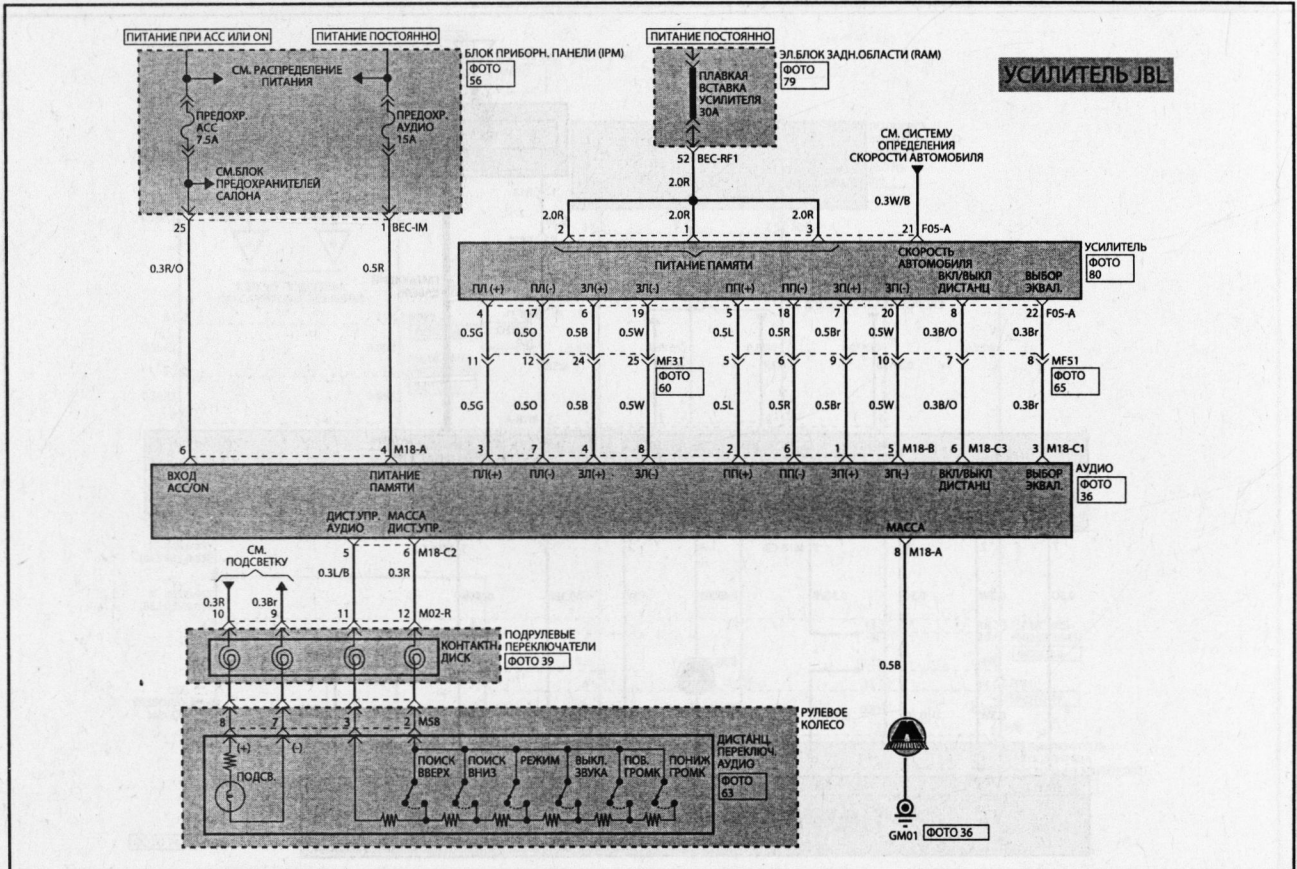 ПИТАНИЕ ПРИ АСС ИЛИ ON
ПИТАНИЕ ПОСТОЯННО
ПИТАНИЕ ПОСТОЯННО
БЛОК ПРИБОРН. ПАНЕЛИ (IPM)
ФОТО
56
ЭЛ.БЛОК ЗАДН.ОБЛАСТИ (RAM)
ФОТО
79
УСИЛИТЕЛЬ JBL
СМ. РАСПРЕДЕЛЕНИЕ
ПИТАНИЯ
ПРЕДОХР.
АСС
7.5А
ПРЕДОХР.
АУДИО
15А
ПЛАВКАЯ
ВСТАВКА
УСИЛИТЕЛЯ
30А
СМ.БЛОК
ПРЕДОХРАНИТЕЛЕЙ
САЛОНА
СМ. СИСТЕМУ
ОПРЕДЕЛЕНИЯ
СКОРОСТИ АВТОМОБИЛЯ
52 BEC-RF1
2.0R
0.3W/B
2.0R 2.0R 2.0R
25 1 BEC-IM
2 1 3 21 F05-A
0.3R/O 0.5R
УСИЛИТЕЛЬ
ФОТО
80
ПИТАНИЕ ПАМЯТИ
СКОРОСТЬ
АВТОМОБИЛЯ
ВКЛ/ВЫКЛ
ДИСТАНЦ
ВЫБОР
ЭКВАЛ.
ПЛ (+) ПЛ(-) ЗЛ(+) ЗЛ(-) ПП(+) ПП(-) ЗП(+) ЗП(-)
4 17 6 19 5 18 7 20 8 22 F05-A
0.5G 0.5O 0.5B 0.5W 0.5L 0.5R 0.5Br 0.5W 0.3B/O 0.3Br
11 12 24 25 MF31 5 6 9 10 7 8 MF51
ФОТО
60
ФОТО
65
0.5G 0.5O 0.5B 0.5W 0.5L 0.5R 0.5Br 0.5W 0.3B/O 0.3Br
6 4 M18-A 3 7 4 8 2 6 1 5 M18-B 6 M18-C3 3 M18-C1
ВХОД
ACC/ON
ПИТАНИЕ
ПАМЯТИ
ПЛ(+) ПЛ(-) ЗЛ(+) ЗЛ(-) ПП(+) ПП(-) ЗП(+) ЗП(-)
ВКЛ/ВЫКЛ
ДИСТАНЦ
ВЫБОР
ЭКВАЛ.
АУДИО
ФОТО
36
ДИСТ.УПР.
АУДИО
МАССА
ДИСТ.УПР.
МАССА
5 6 M18-C2
8 M18-A
СМ.
ПОДСВЕТКУ
0.3L/B 0.3R
0.3R 0.3Br
10 9 11 12 M02-R
КОНТАКТН.
ДИСК
ПОДРУЛЕВЫЕ
ПЕРЕКЛЮЧАТЕЛИ
ФОТО 39
0.5B
8 7 3 2 M58
РУЛЕВОЕ
КОЛЕСО
(+) (-)
ПОДСВ.
ПОИСК
ВВЕРХ
ПОИСК
ВНИЗ
РЕЖИМ
ВЫКЛ.
ЗВУКА
ПОВ.
ГРОМК
ПОНИЖ
ГРОМК
ДИСТАНЦ.
ПЕРЕКЛЮЧ.
АУДИО
ФОТО
63
GM01 ФОТО 36